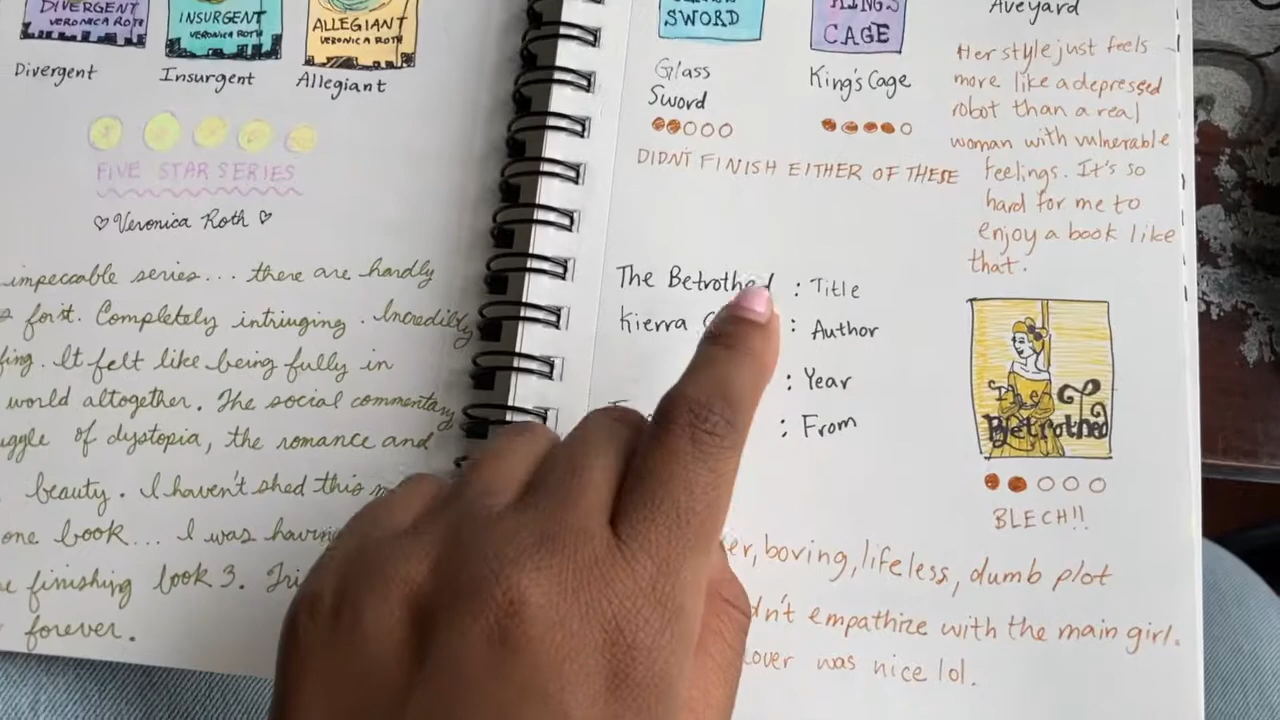 DIVERGENT
VERONICA ROTH
INSURGENT
VERONICA ROTH
ALLEGIANT
VERONICA ROTH
Divergent
Insurgent
Allegiant
FIVE STAR SERIES
♡ Veronica Roth ♡
impeccable series... there are hardly
Completely intriuging. Incredibly
It felt like being fully in
world altogether. The social commentary
of dystopia, the romance and
beauty. I haven't shed this
one book... I was having
finishing book 3.
forever.
SWORD
CAGE
Glass
Sword
King's Cage
DIDN'T FINISH EITHER OF THESE
Aveyard
Her style just feels
more like a depressed
robot than a real
woman with vulnerable
feelings. It's so
hard for me to
enjoy a book like
that.
The Betrothed : Title
Kierra : Author
: Year
: From
The
Betrothed
BLECH!!
boring, lifeless, dumb plot
empathize with the main girl.
was nice lol.